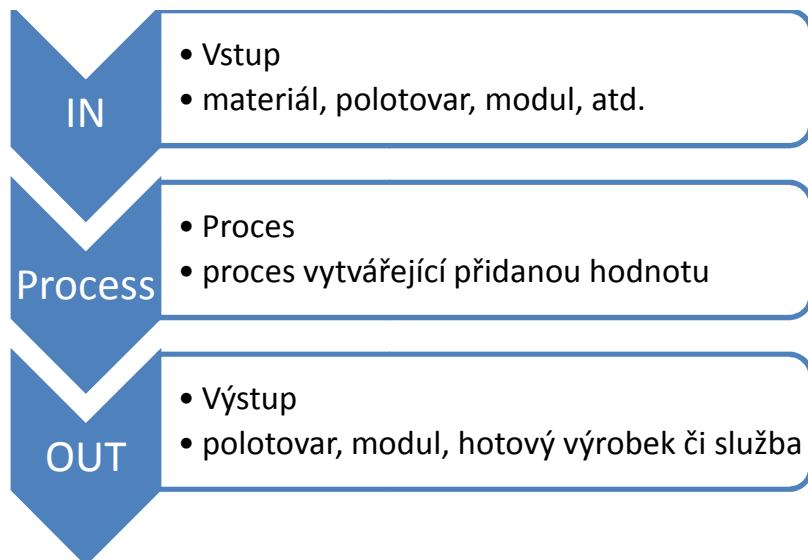 IN
• Vstup
• materiál, polotovar, modul, atd.
Process
• Proces
• proces vytvářející přidanou hodnotu
OUT
• Výstup
• polotovar, modul, hotový výrobek či služba